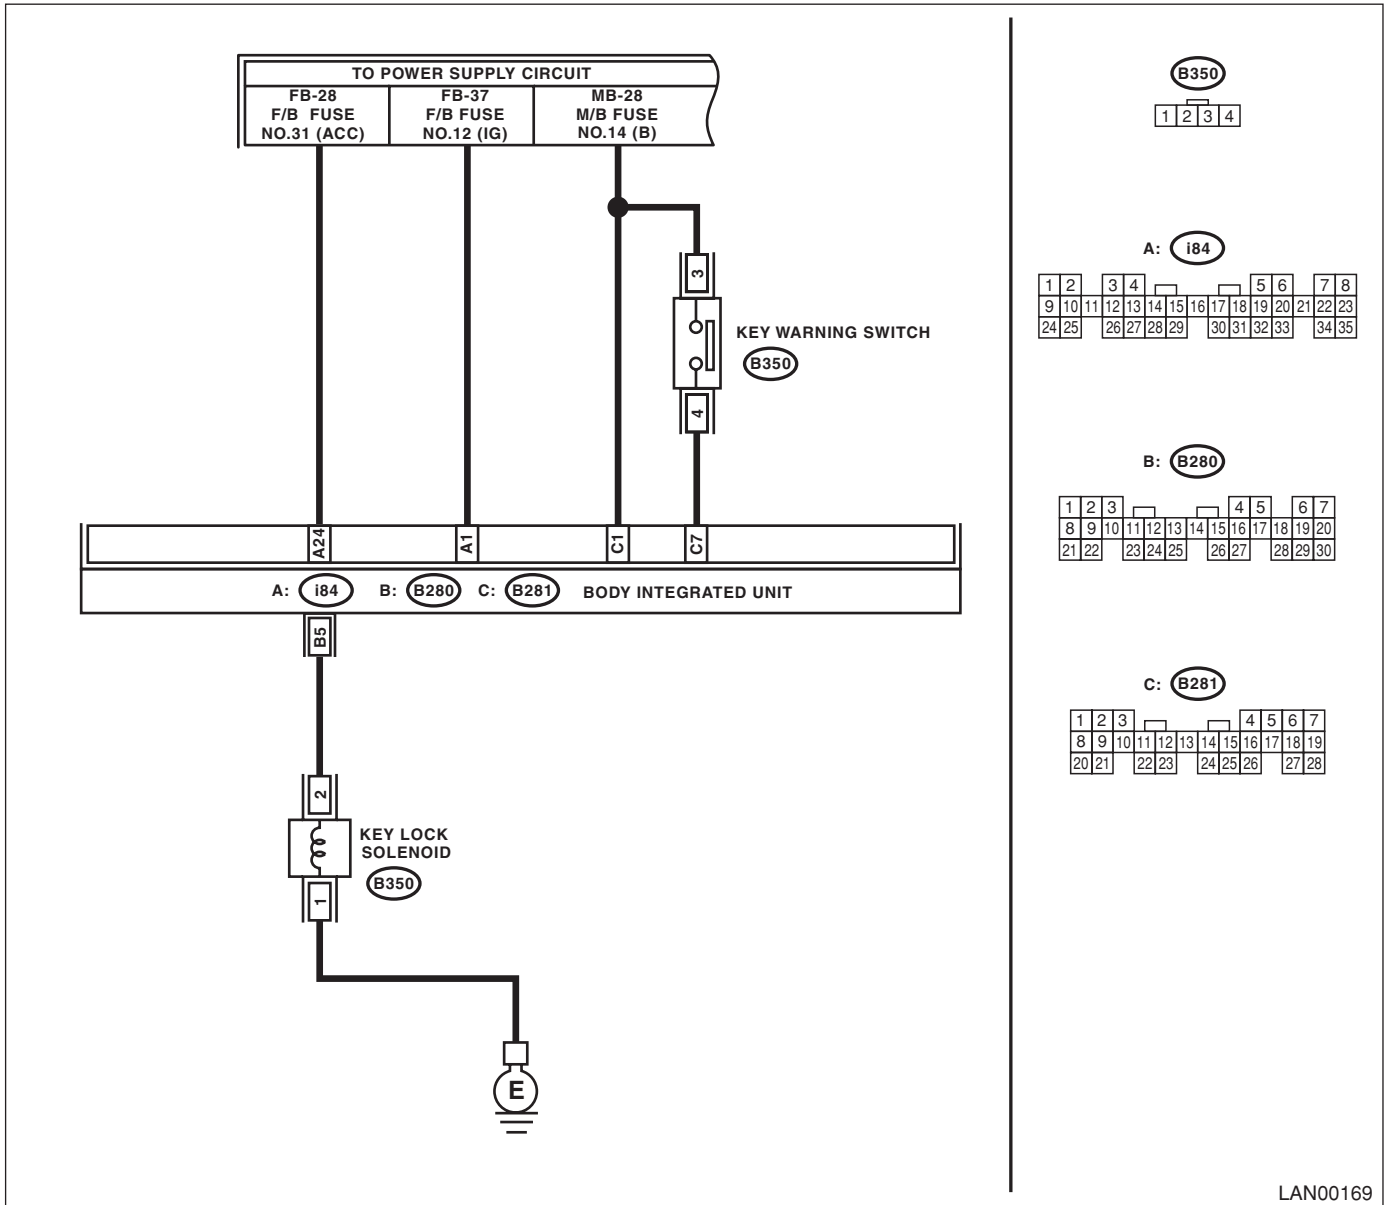 TO POWER SUPPLY CIRCUIT
FB-28
F/B FUSE
NO.31 (ACC)
FB-37
F/B FUSE
NO.12 (IG)
MB-28
M/B FUSE
NO.14 (B)
3
KEY WARNING SWITCH
B350
4
A24
A1
C1
C7
A: i84 B: B280 C: B281 BODY INTEGRATED UNIT
B5
2
KEY LOCK
SOLENOID
B350
1
E
B350
1 2 3 4
A: i84
1 2 3 4 5 6 7 8
9 10 11 12 13 14 15 16 17 18 19 20 21 22 23
24 25 26 27 28 29 30 31 32 33 34 35
B: B280
1 2 3 4 5 6 7
8 9 10 11 12 13 14 15 16 17 18 19 20
21 22 23 24 25 26 27 28 29 30
C: B281
1 2 3 4 5 6 7
8 9 10 11 12 13 14 15 16 17 18 19
20 21 22 23 24 25 26 27 28
LAN00169